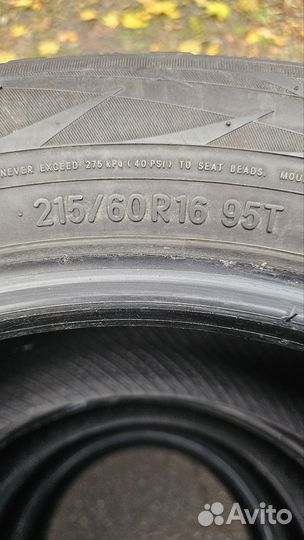 NEVER EXCEED 275 kPa (40 PSI) TO SEAT BEADS.
215/60R16 95T
Avito